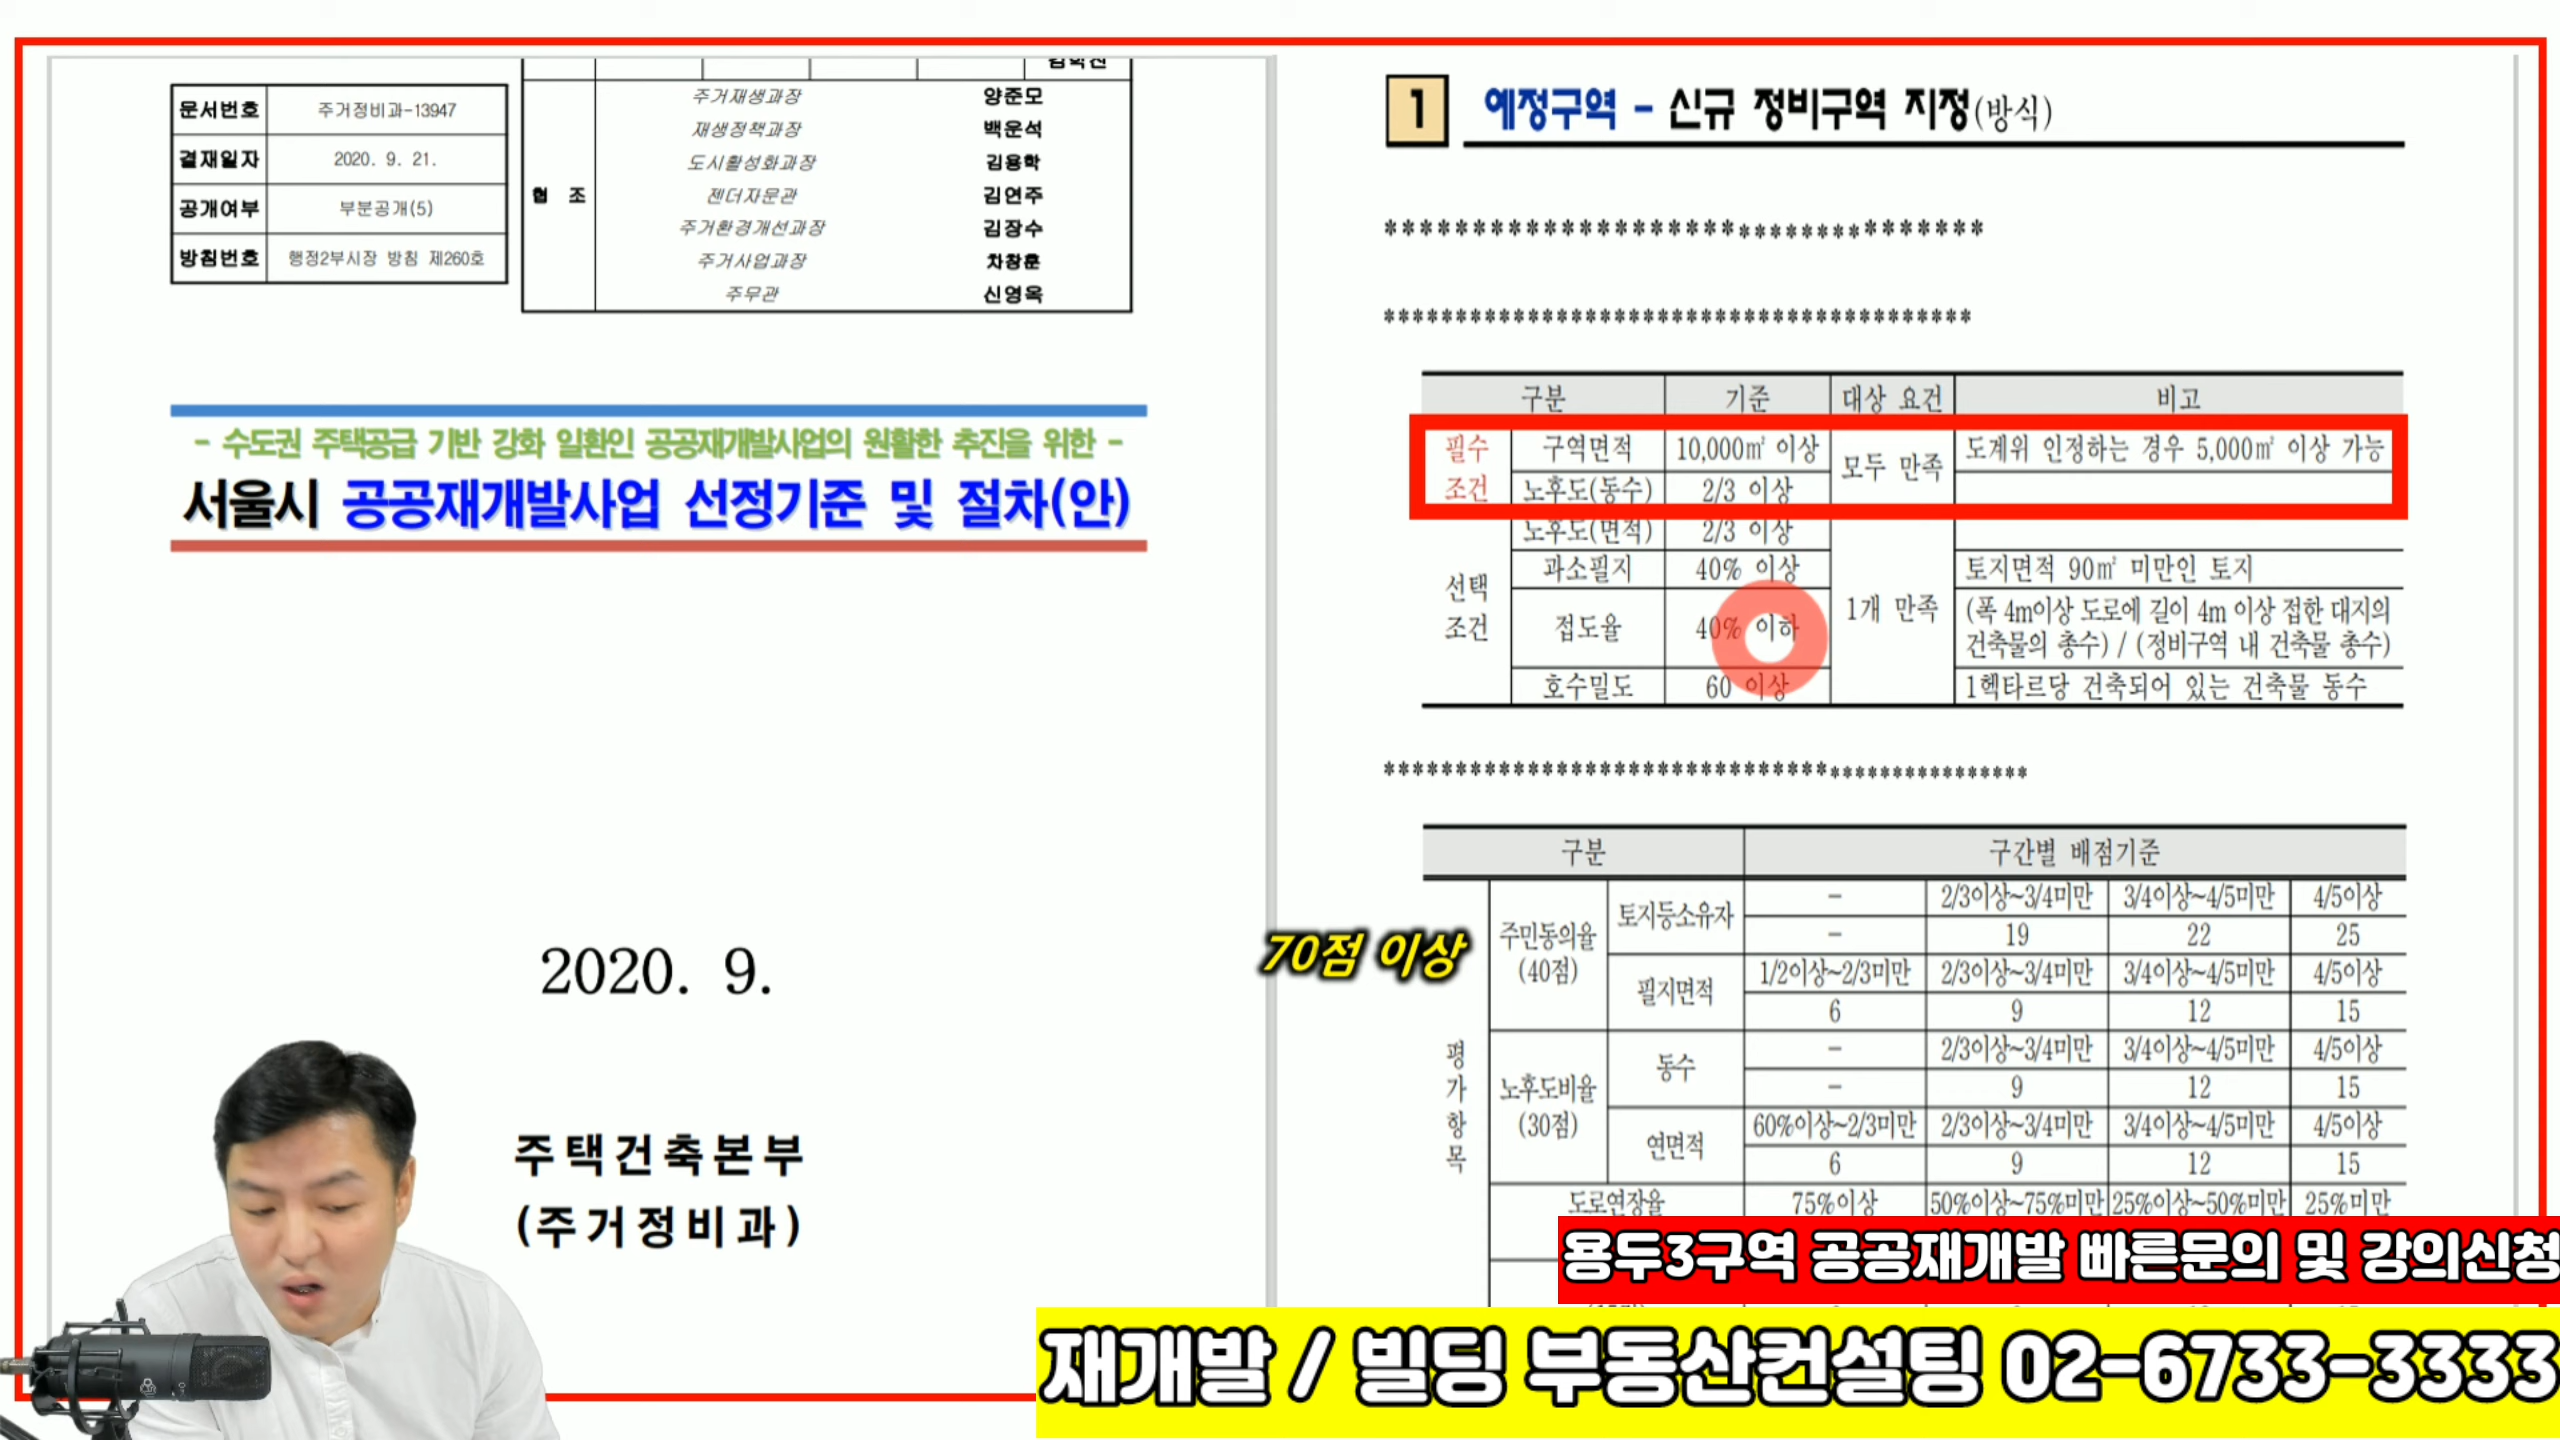 문서번호 주거정비과-13947
결재일자 2020. 9. 21.
공개여부 부분공개(5)
방침번호 행정2부시장 방침 제260호
협 조
주거재생과장 양준모
재생정책과장 백운석
도시활성화과장 김용학
젠더자문관 김연주
주거환경개선과장 김장수
주거사업과장 차창훈
주무관 신영옥
- 수도권 주택공급 기반 강화 일환인 공공재개발사업의 원활한 추진을 위한 -
서울시 공공재개발사업 선정기준 및 절차(안)
2020. 9.
주택건축본부
(주거정비과)
1 예정구역 - 신규 정비구역 지정(방식)
구분 기준 대상 요건 비고
필수 조건 구역면적 10,000㎡ 이상 모두 만족 도계위 인정하는 경우 5,000㎡ 이상 가능
노후도(동수) 2/3 이상
선택 조건 노후도(면적) 2/3 이상 1개 만족
과소필지 40% 이상 토지면적 90㎡ 미만인 토지
접도율 40% 이하 (폭 4m이상 도로에 길이 4m 이상 접한 대지의
건축물의 총수) / (정비구역 내 건축물 총수)
호수밀도 60 이상 1헥타르당 건축되어 있는 건축물 동수
구분 구간별 배점기준
70점 이상
평가항목
주민동의율 (40점) 토지등소유자 - 2/3이상~3/4미만 3/4이상~4/5미만 4/5이상
- 19 22 25
필지면적 1/2이상~2/3미만 2/3이상~3/4미만 3/4이상~4/5미만 4/5이상
6 9 12 15
노후도비율 (30점) 동수 - 2/3이상~3/4미만 3/4이상~4/5미만 4/5이상
- 9 12 15
연면적 60%이상~2/3미만 2/3이상~3/4미만 3/4이상~4/5미만 4/5이상
6 9 12 15
도로연장율 75%이상 50%이상~75%미만 25%이상~50%미만 25%미만
용두3구역 공공재개발 빠른문의 및 강의신청
재개발 / 빌딩 부동산컨설팅 02-6733-3333